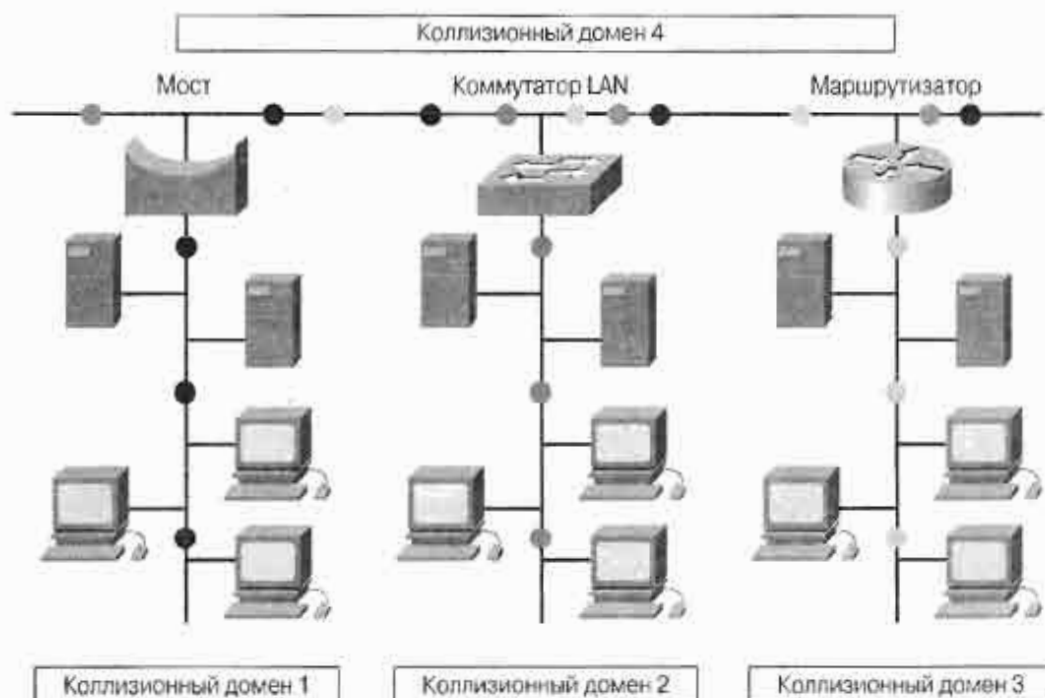 Коллизионный домен 4
Мост
Коммутатор LAN
Маршрутизатор
Коллизионный домен 1
Коллизионный домен 2
Коллизионный домен 3